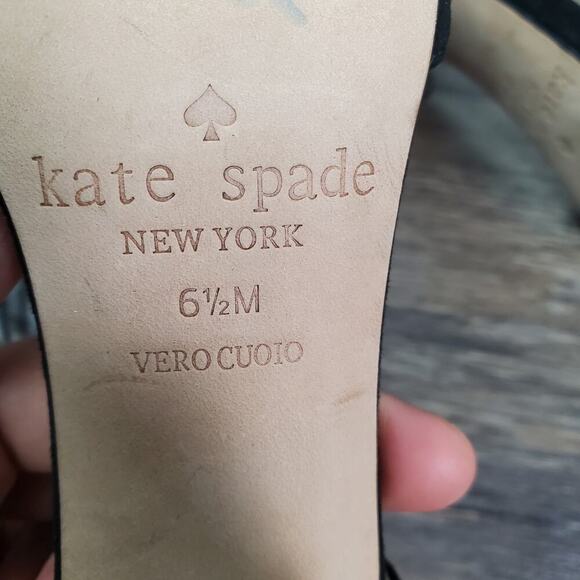 kate spade
NEW YORK
6½M
VERO CUOIO